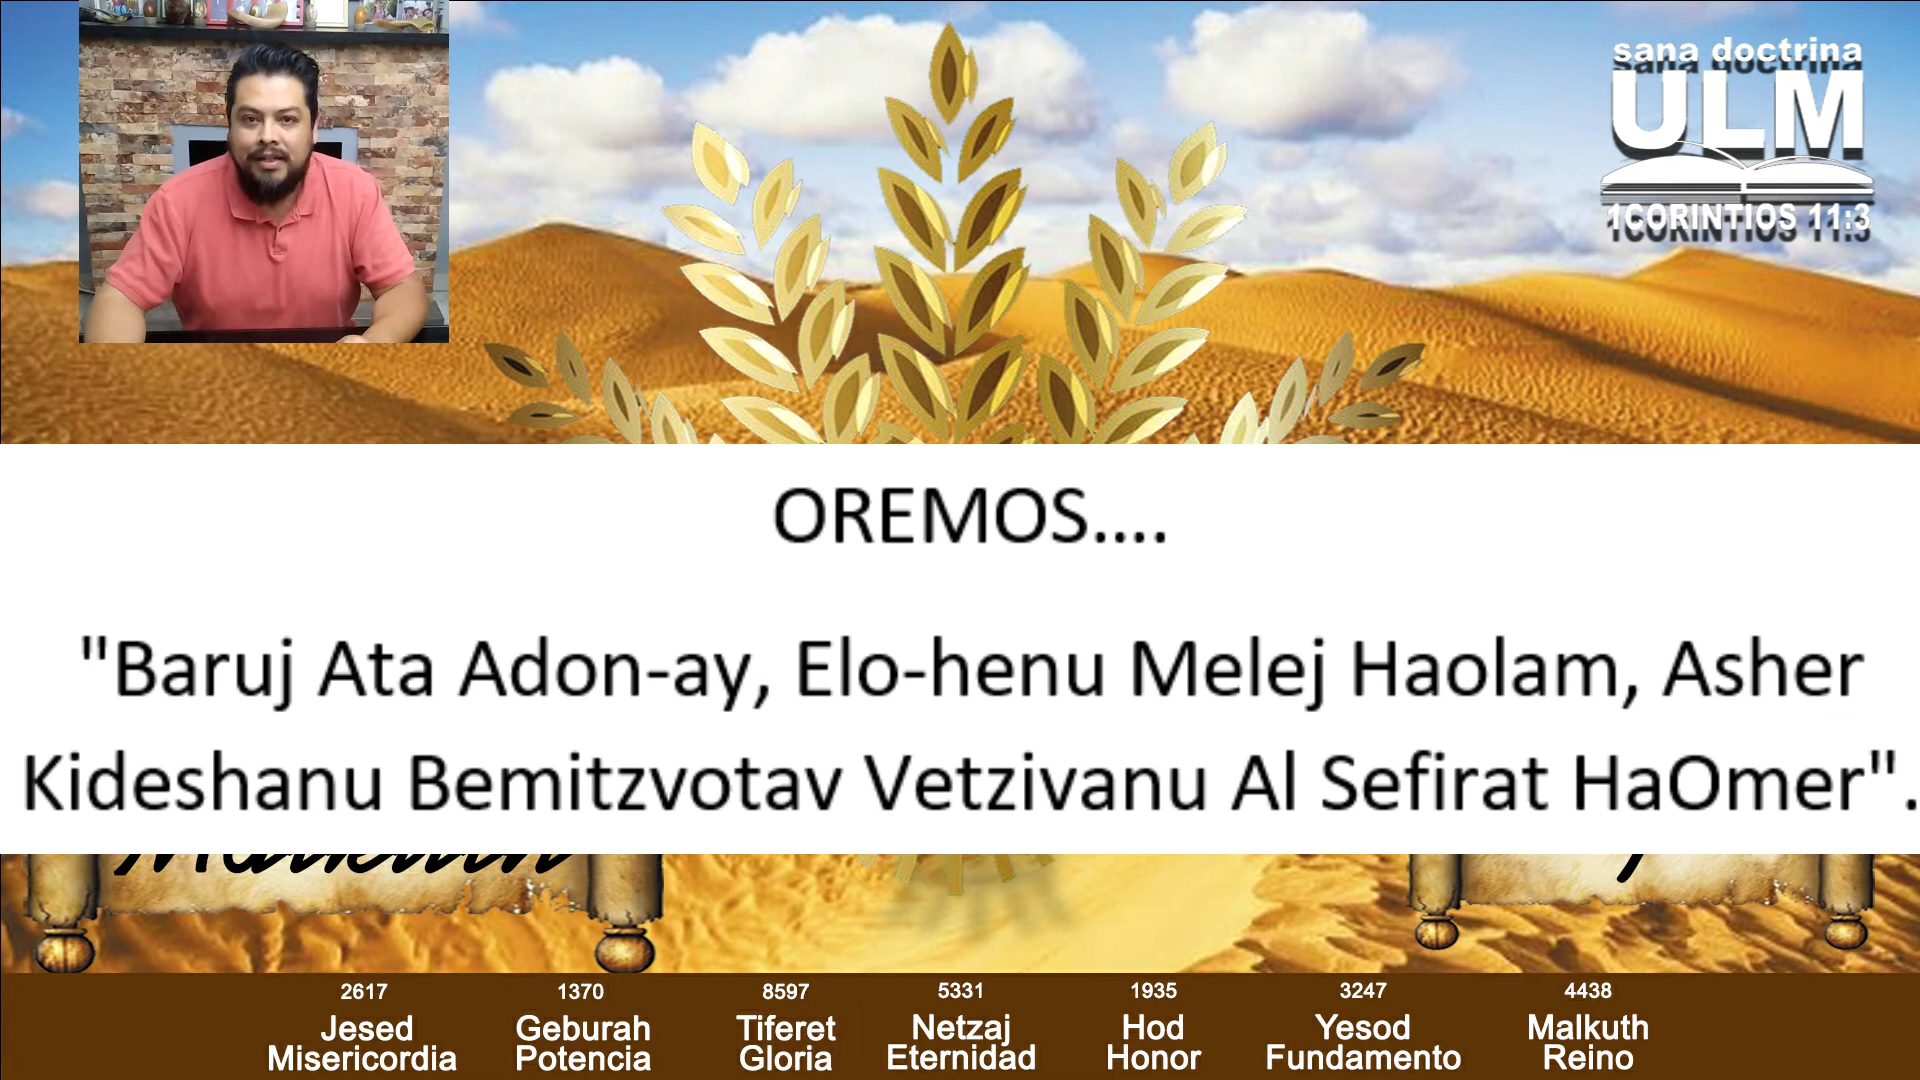 sana doctrina
ULM
1CORINTIOS 11:3
OREMOS....
"Baruj Ata Adon-ay, Elo-henu Melej Haolam, Asher
Kideshanu Bemitzvotav Vetzivanu Al Sefirat HaOmer".
2617 1370 8597 5331 1935 3247 4438
Jesed Geburah Tiferet Netzaj Hod Yesod Malkuth
Misericordia Potencia Gloria Eternidad Honor Fundamento Reino